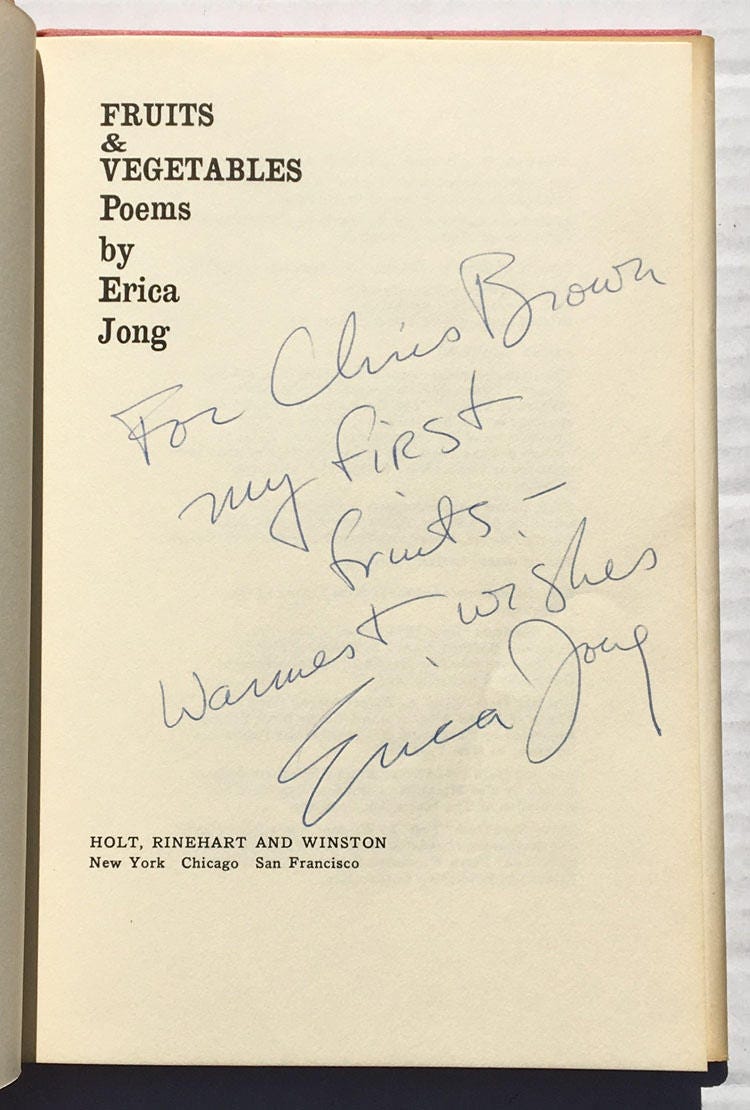 FRUITS
&
VEGETABLES
Poems
by
Erica
Jong
For Chris Brown
my first
fruits –
Warmest wishes
Erica Jong
HOLT, RINEHART AND WINSTON
New York Chicago San Francisco